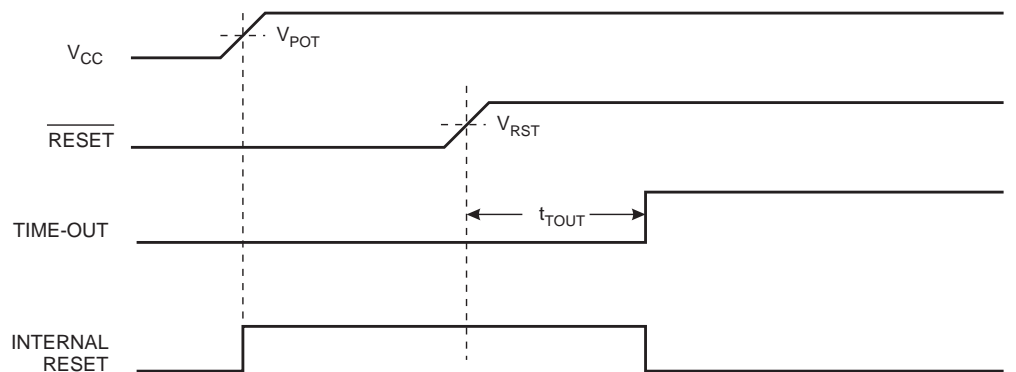 V_CC
V_POT
RESET
V_RST
TIME-OUT
t_TOUT
INTERNAL
RESET